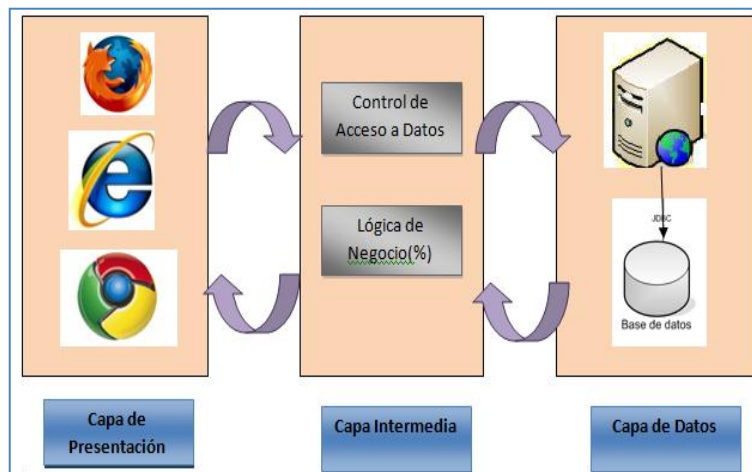 Control de
Acceso a Datos
Lógica de
Negocio(%)
JDBC
Base de datos
Capa de
Presentación
Capa Intermedia
Capa de Datos